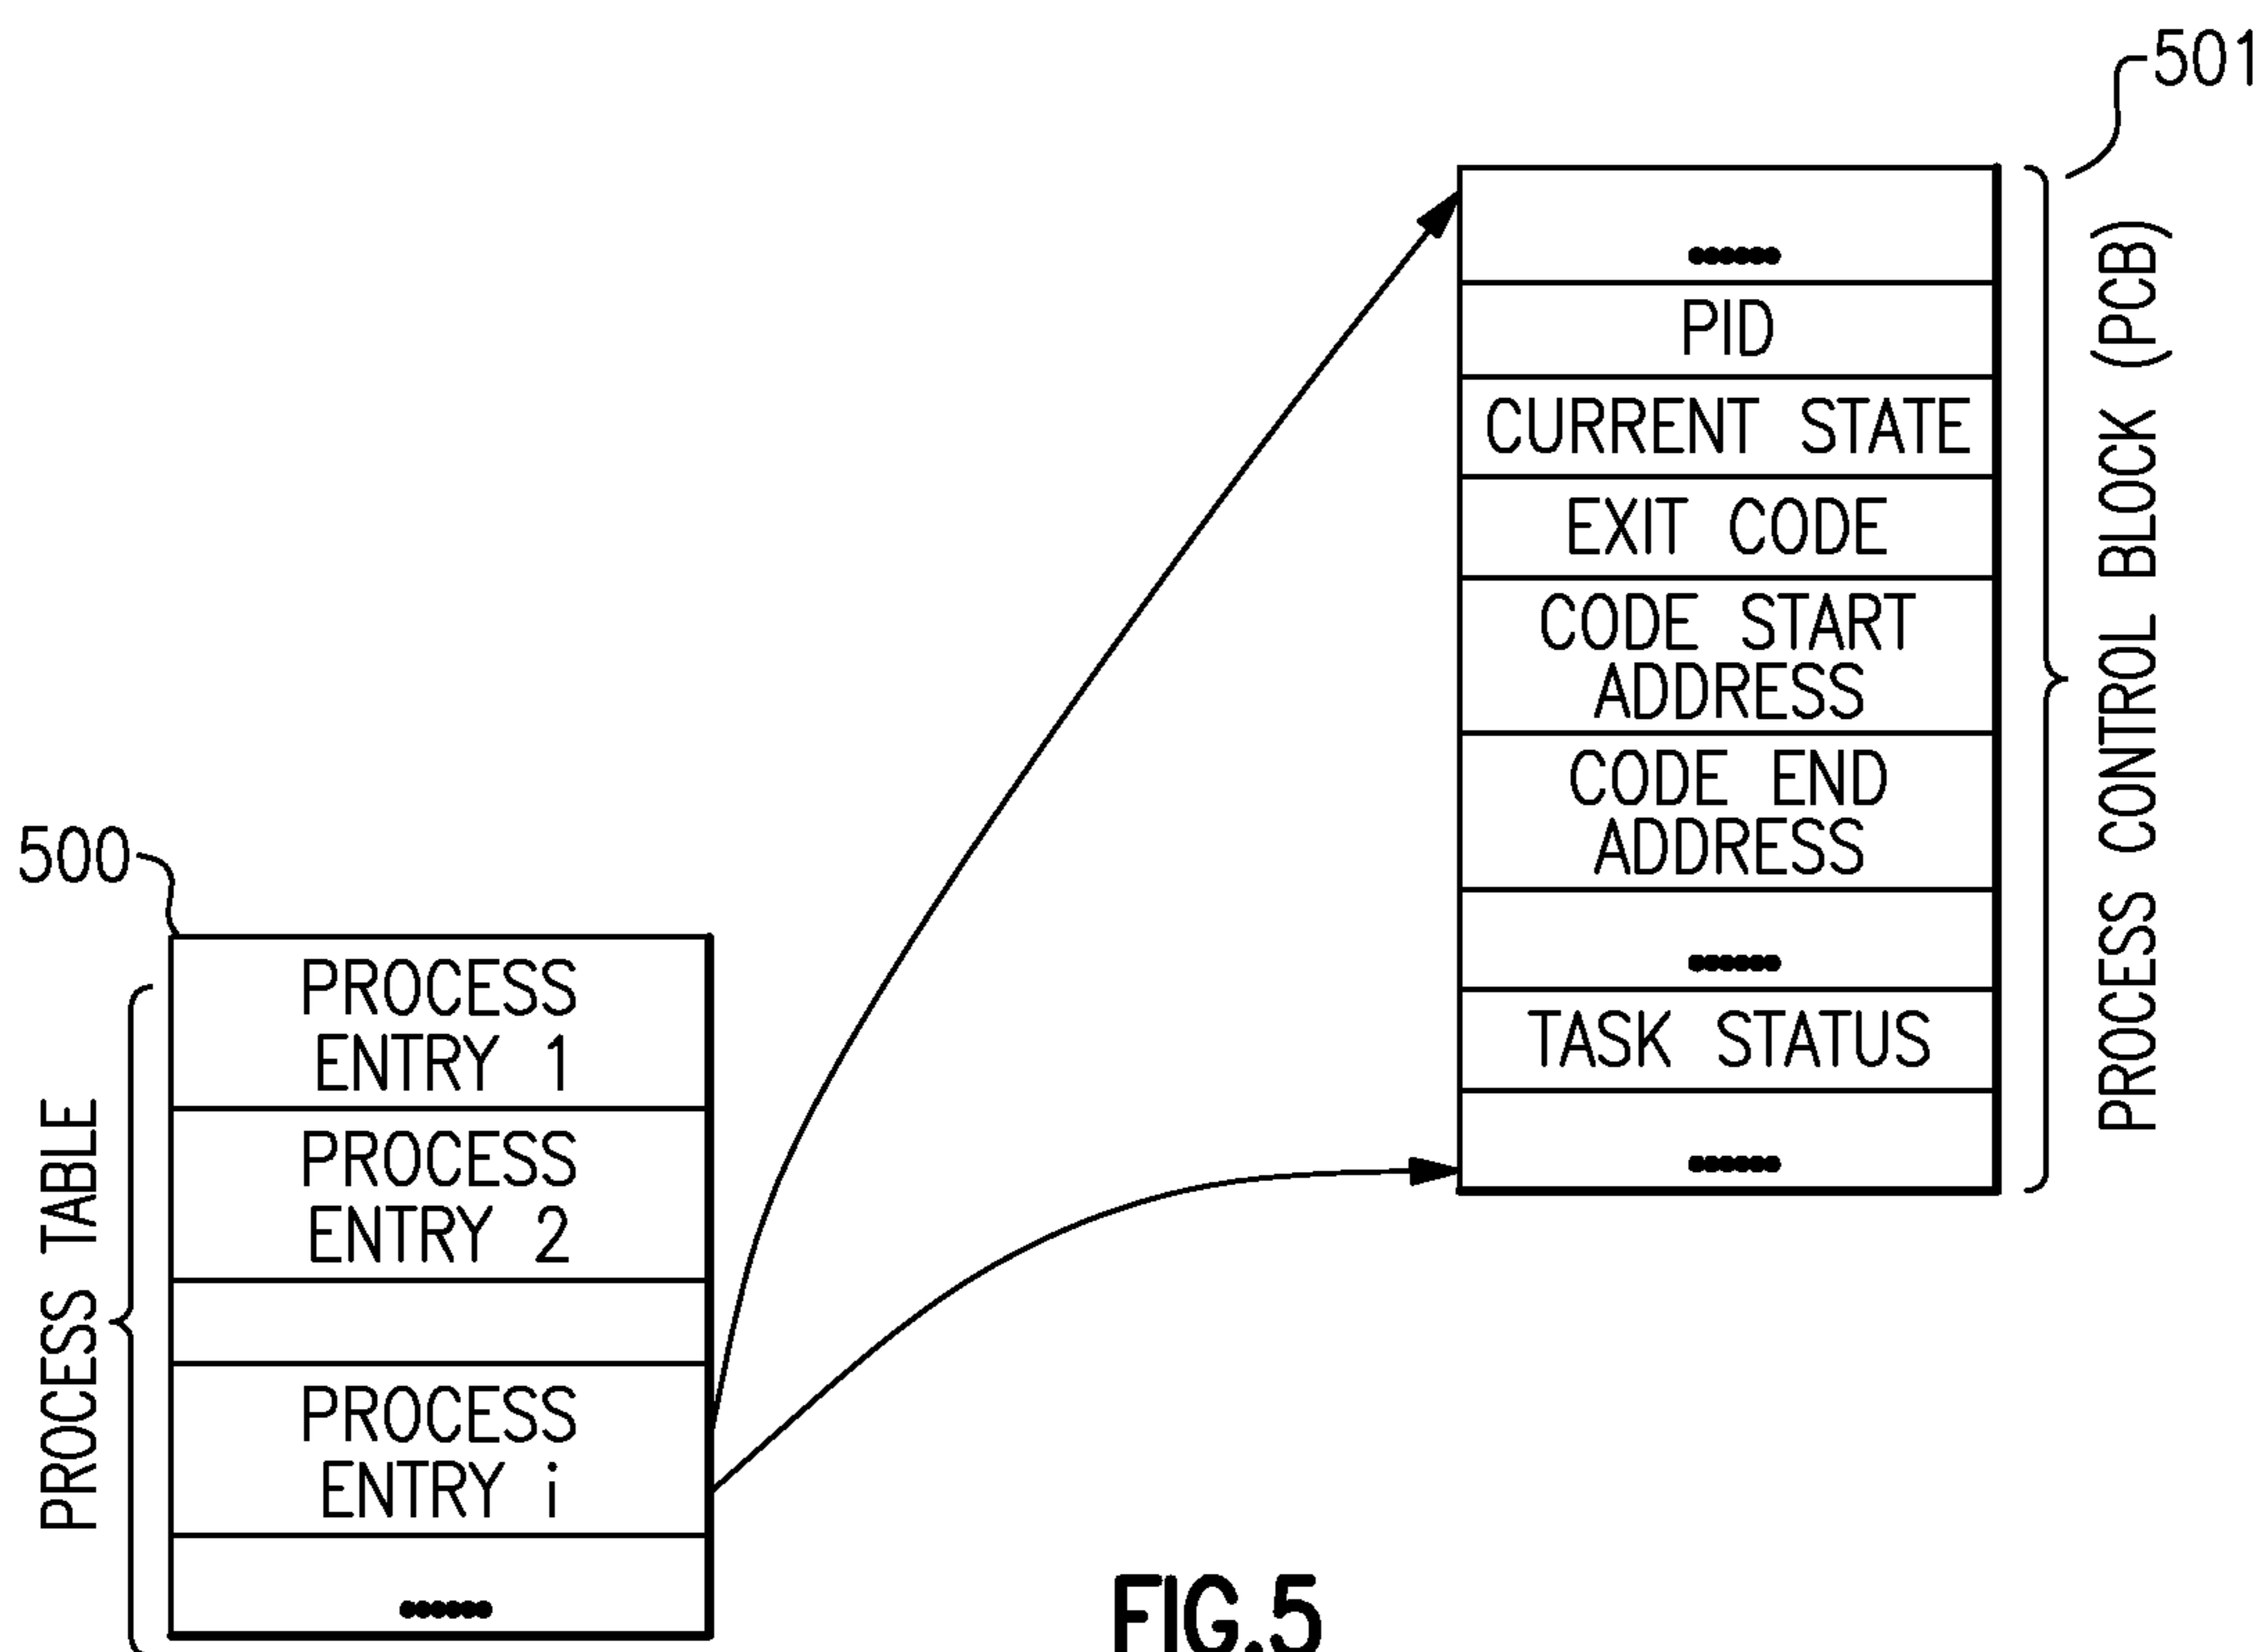 501
PID
CURRENT STATE
EXIT CODE
CODE START
ADDRESS
CODE END
ADDRESS
TASK STATUS
PROCESS CONTROL BLOCK (PCB)
500
PROCESS
ENTRY 1
PROCESS
ENTRY 2
PROCESS
ENTRY i
PROCESS TABLE
FIG.5